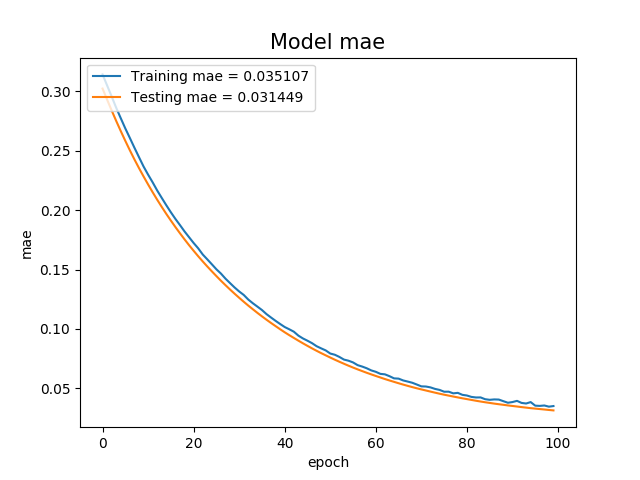 Model mae
Training mae = 0.035107
Testing mae = 0.031449
mae
0.30
0.25
0.20
0.15
0.10
0.05
0 20 40 60 80 100
epoch